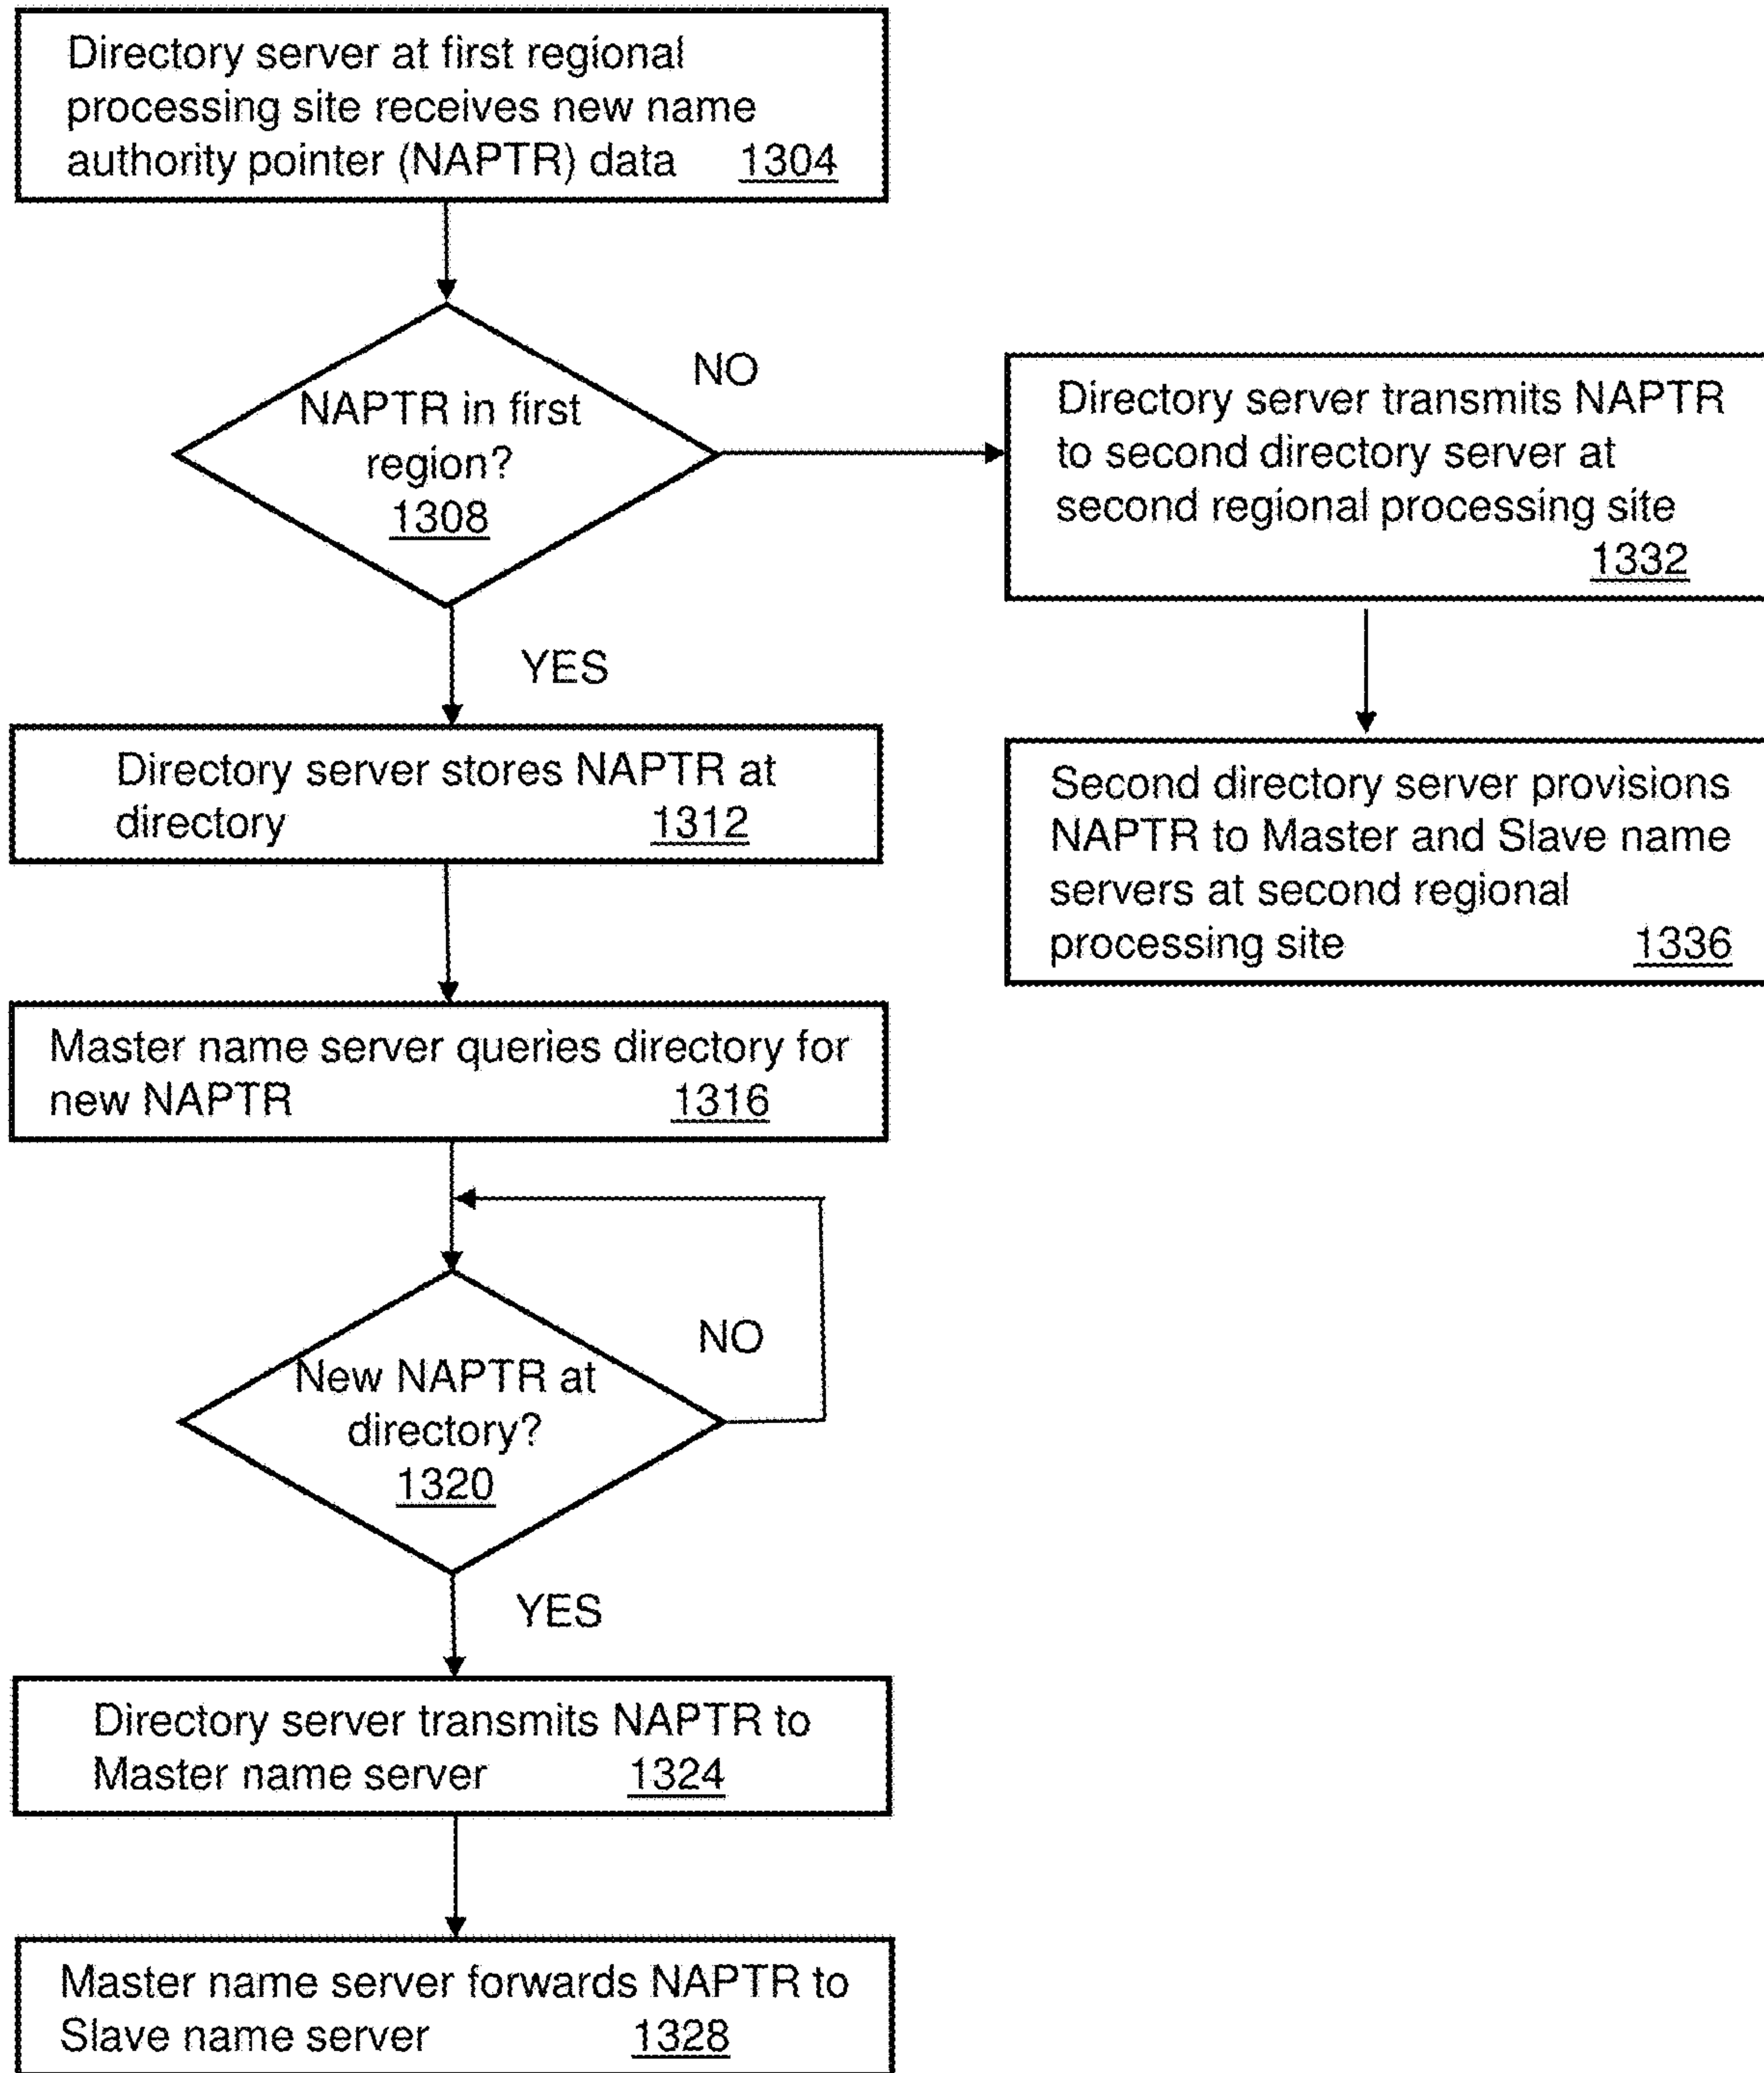 Directory server at first regional
processing site receives new name
authority pointer (NAPTR) data 1304
NAPTR in first
region?
1308
NO
YES
Directory server transmits NAPTR
to second directory server at
second regional processing site
1332
Second directory server provisions
NAPTR to Master and Slave name
servers at second regional
processing site 1336
Directory server stores NAPTR at
directory 1312
Master name server queries directory for
new NAPTR 1316
New NAPTR at
directory?
1320
NO
YES
Directory server transmits NAPTR to
Master name server 1324
Master name server forwards NAPTR to
Slave name server 1328